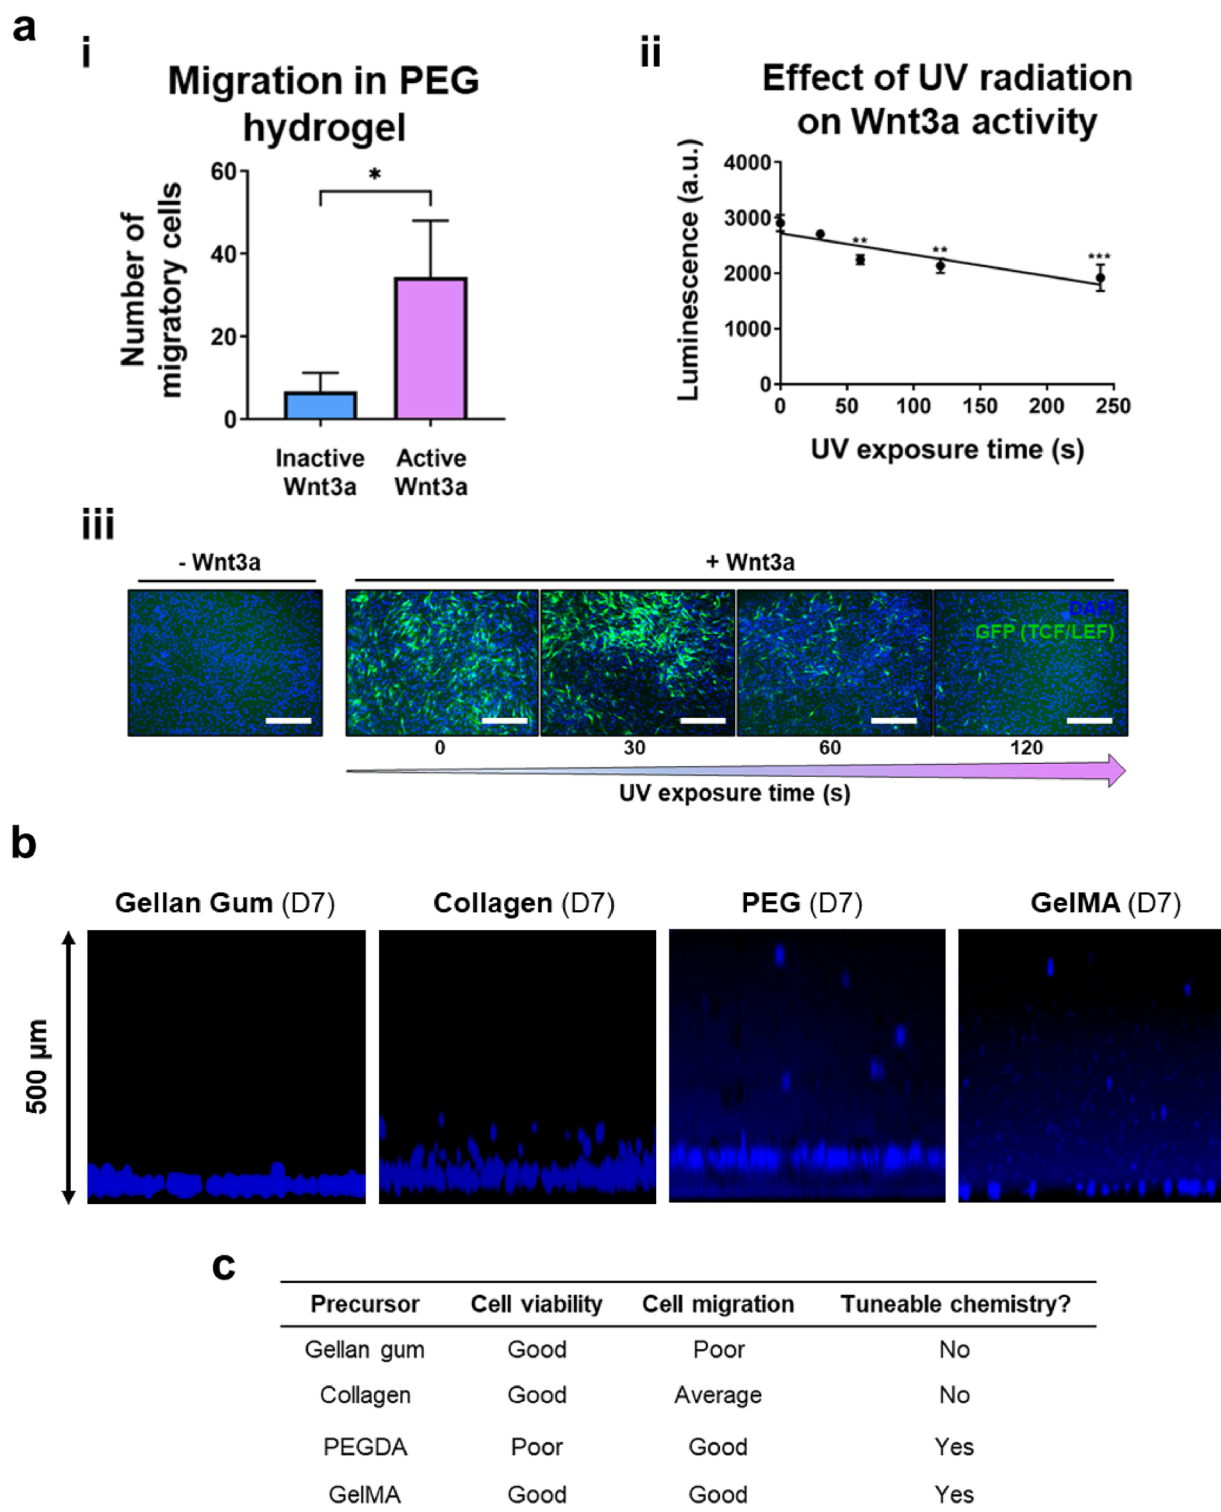 a
i
Migration in PEG
hydrogel
Number of
migratory cells
60
40
20
0
*
Inactive
Wnt3a
Active
Wnt3a
ii
Effect of UV radiation
on Wnt3a activity
Luminescence (a.u.)
4000
3000
2000
1000
0
**
**
***
0 50 100 150 200 250
UV exposure time (s)
iii
- Wnt3a
+ Wnt3a
DAPI
GFP (TCF/LEF)
0 30 60 120
UV exposure time (s)
b
Gellan Gum (D7)
Collagen (D7)
PEG (D7)
GelMA (D7)
500 μm
c
Precursor Cell viability Cell migration Tuneable chemistry?
Gellan gum Good Poor No
Collagen Good Average No
PEGDA Poor Good Yes
GelMA Good Good Yes